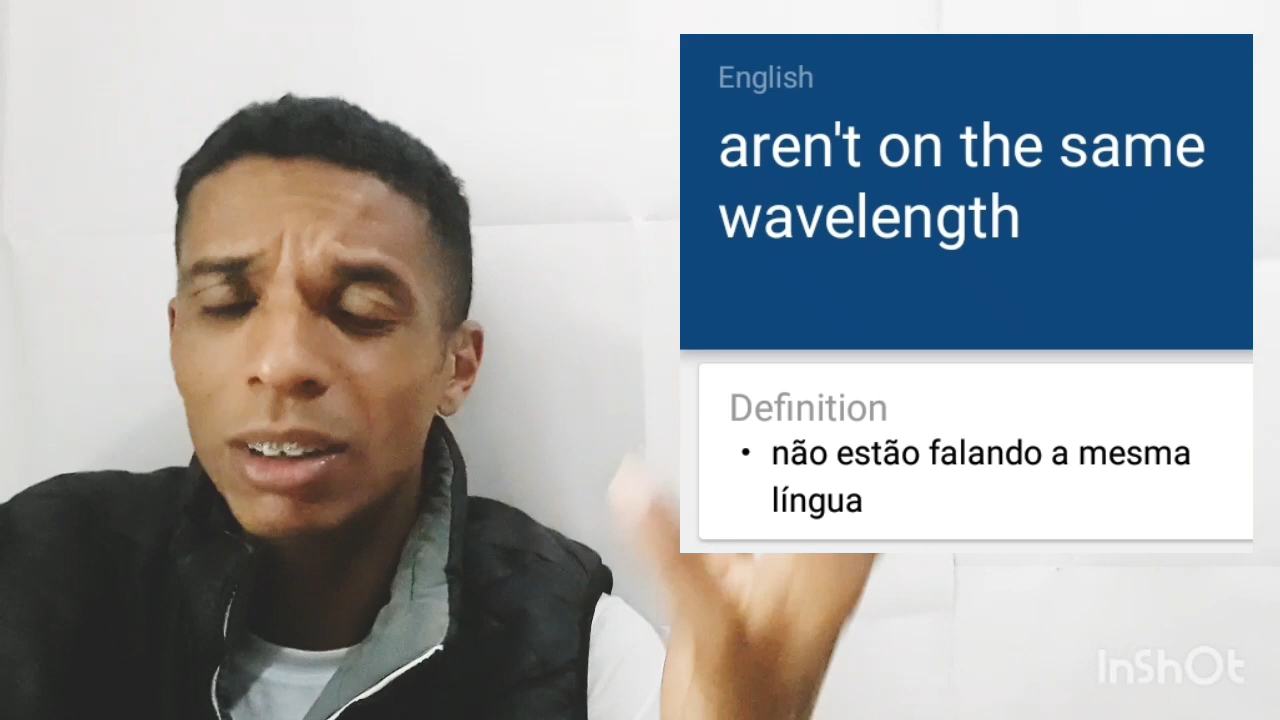 English
aren't on the same
wavelength
Definition
• não estão falando a mesma
língua
InShOt